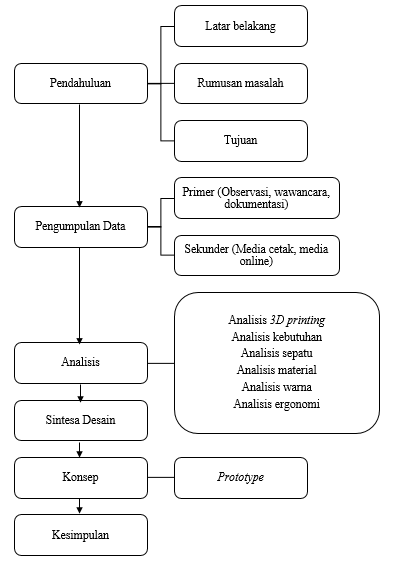 Latar belakang
Pendahuluan
Rumusan masalah
Tujuan
Primer (Observasi, wawancara,
dokumentasi)
Pengumpulan Data
Sekunder (Media cetak, media
online)
Analisis 3D printing
Analisis kebutuhan
Analisis sepatu
Analisis material
Analisis warna
Analisis ergonomi
Analisis
Sintesa Desain
Konsep
Prototype
Kesimpulan